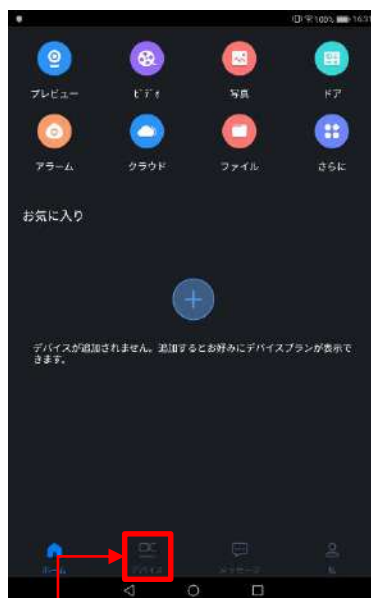 100% 16:51
プレビュー ビデオ 写真 ドア
アラーム クラウド ファイル さらに
お気に入り
デバイスが追加されません。追加するとお好みにデバイスプランが表示で
きます。
ホーム デバイス メッセージ 私